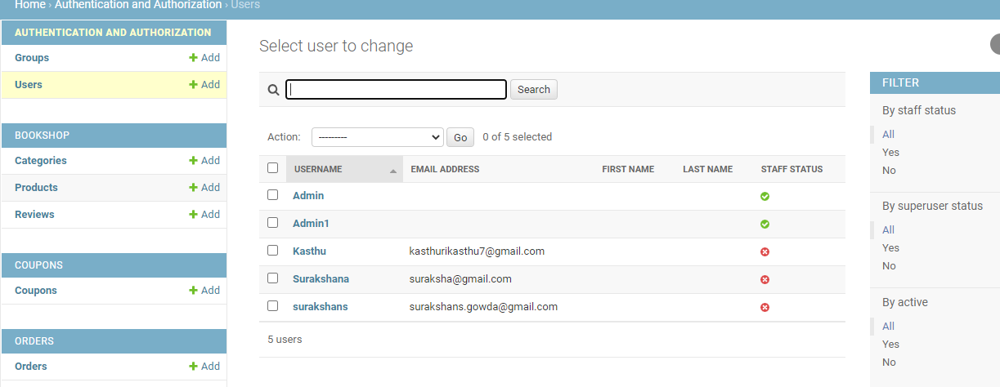 Home › Authentication and Authorization › Users
AUTHENTICATION AND AUTHORIZATION
Groups + Add
Users + Add
BOOKSHOP
Categories + Add
Products + Add
Reviews + Add
COUPONS
Coupons + Add
ORDERS
Orders + Add
Select user to change
Search
Action: --------- Go 0 of 5 selected
USERNAME EMAIL ADDRESS FIRST NAME LAST NAME STAFF STATUS
Admin
Admin1
Kasthu kasthurikasthu7@gmail.com
Surakshana suraksha@gmail.com
surakshans surakshans.gowda@gmail.com
5 users
FILTER
By staff status
All
Yes
No
By superuser status
All
Yes
No
By active
All
Yes
No